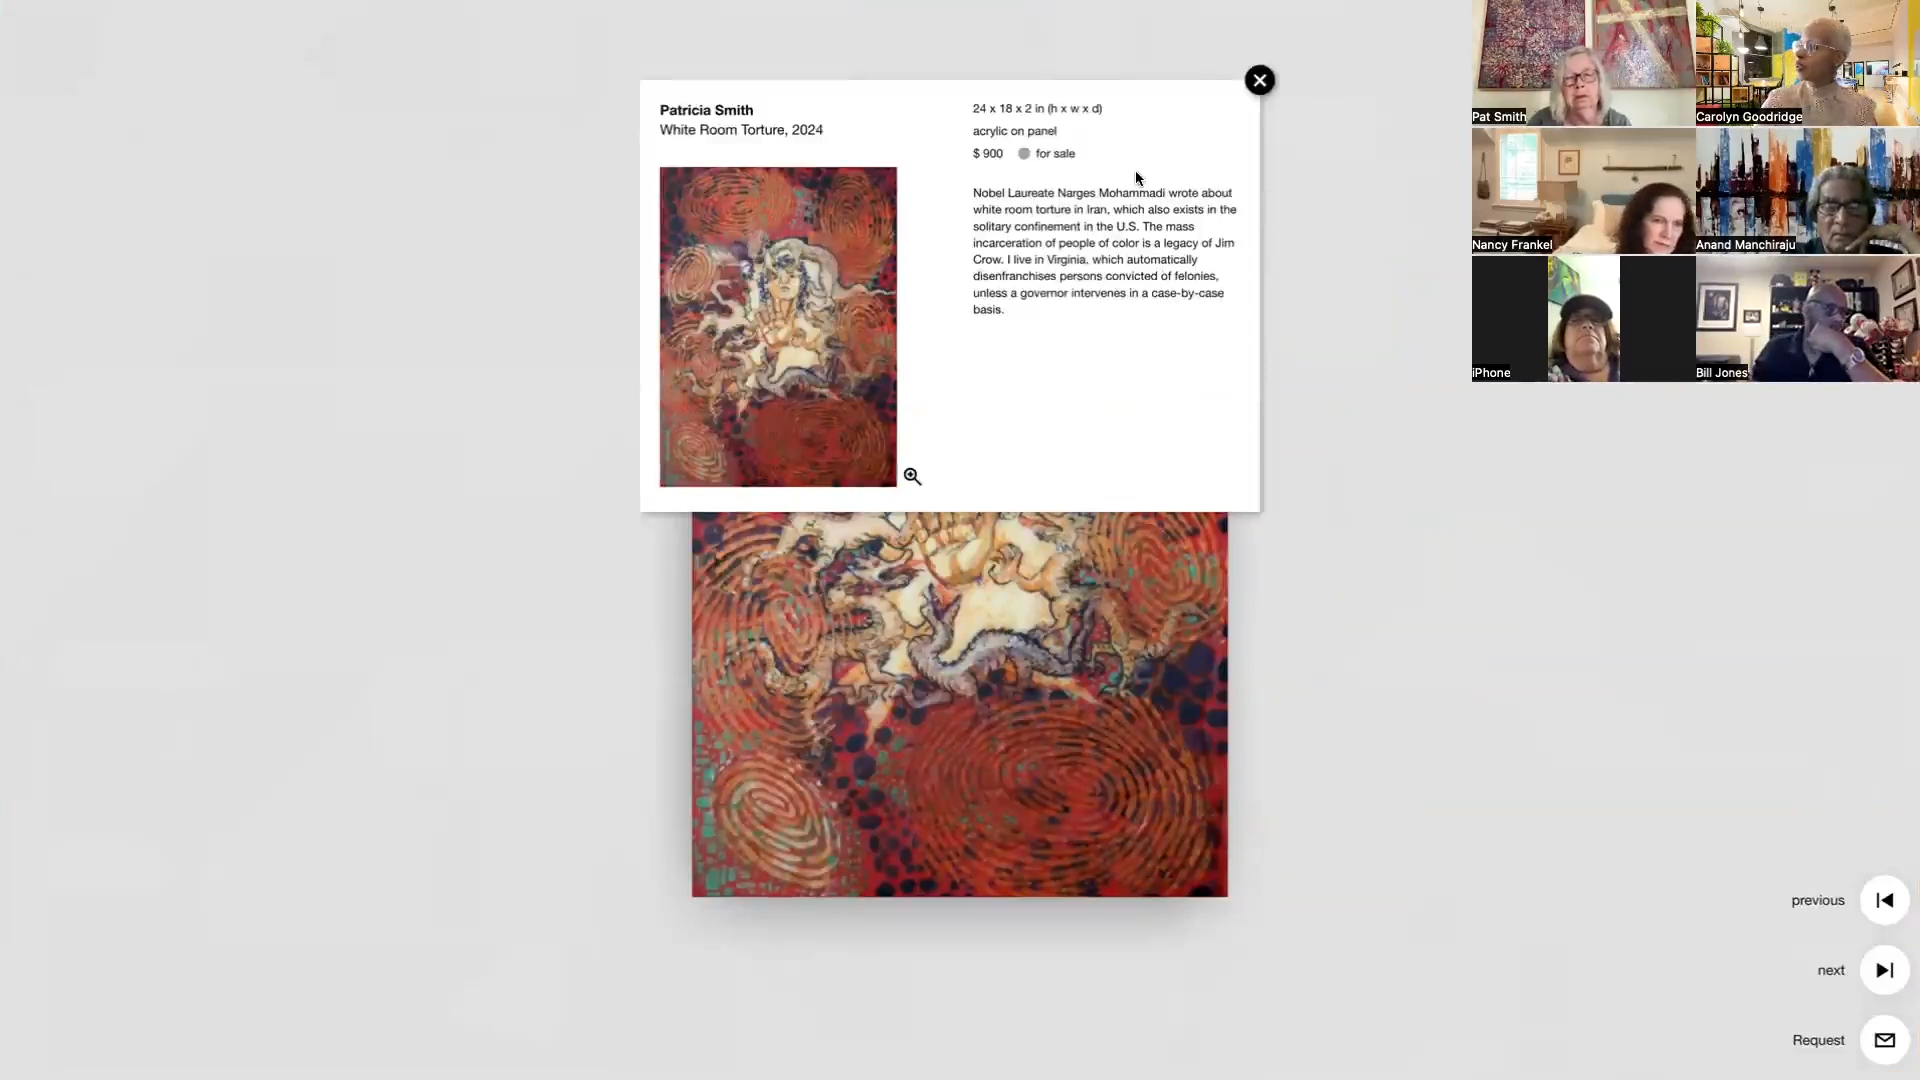 Patricia Smith
White Room Torture, 2024
24 x 18 x 2 in (h x w x d)
acrylic on panel
$ 900 for sale
Nobel Laureate Narges Mohammadi wrote about
white room torture in Iran, which also exists in the
solitary confinement in the U.S. The mass
incarceration of people of color is a legacy of Jim
Crow. I live in Virginia, which automatically
disenfranchises persons convicted of felonies,
unless a governor intervenes in a case-by-case
basis.
Pat Smith
Carolyn Goodridge
Nancy Frankel
Anand Manchiraju
iPhone
Bill Jones
previous
next
Request